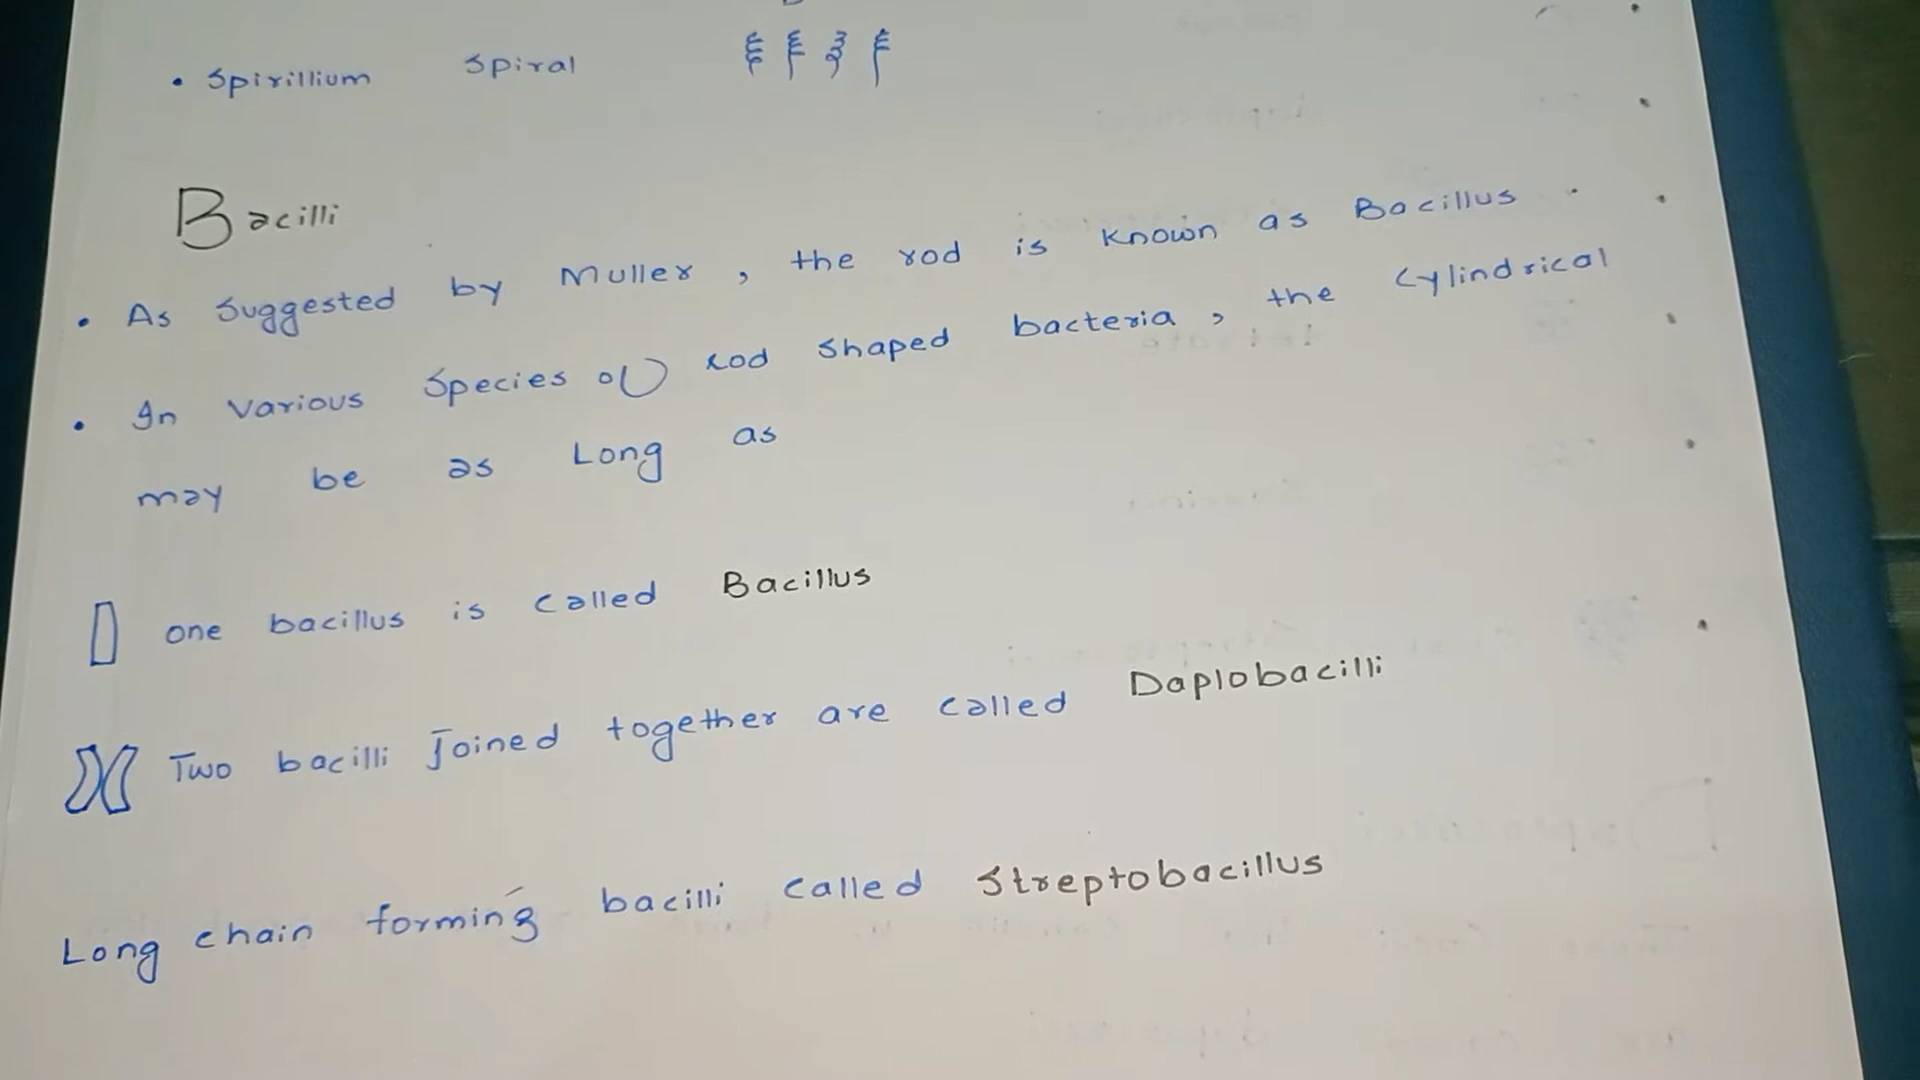 • Spirillium Spiral
Bacilli
• As Suggested by Muller, the rod is known as Bacillus.
• In various Species of rod shaped bacteria, the cylindrical
may be as Long as
one bacillus is called Bacillus
Two bacilli Joined together are called Daplobacilli
Long chain forming bacilli called Streptobacillus